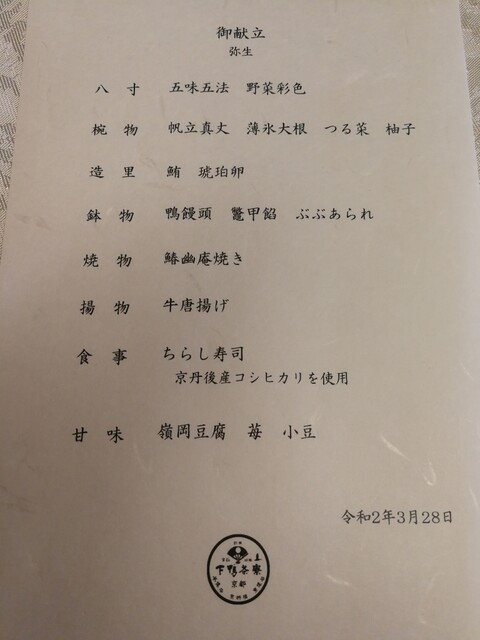 御献立
弥生
八寸 五味五法 野菜彩色
椀物 帆立真丈 薄氷大根 つる菜 柚子
造里 鮪 琥珀卵
鉢物 鴨饅頭 鼈甲餡 ぶぶあられ
焼物 鰆幽庵焼き
揚物 牛唐揚げ
食事 ちらし寿司
京丹後産コシヒカリを使用
甘味 嶺岡豆腐 苺 小豆
令和2年3月28日
下鴨茶寮
京都